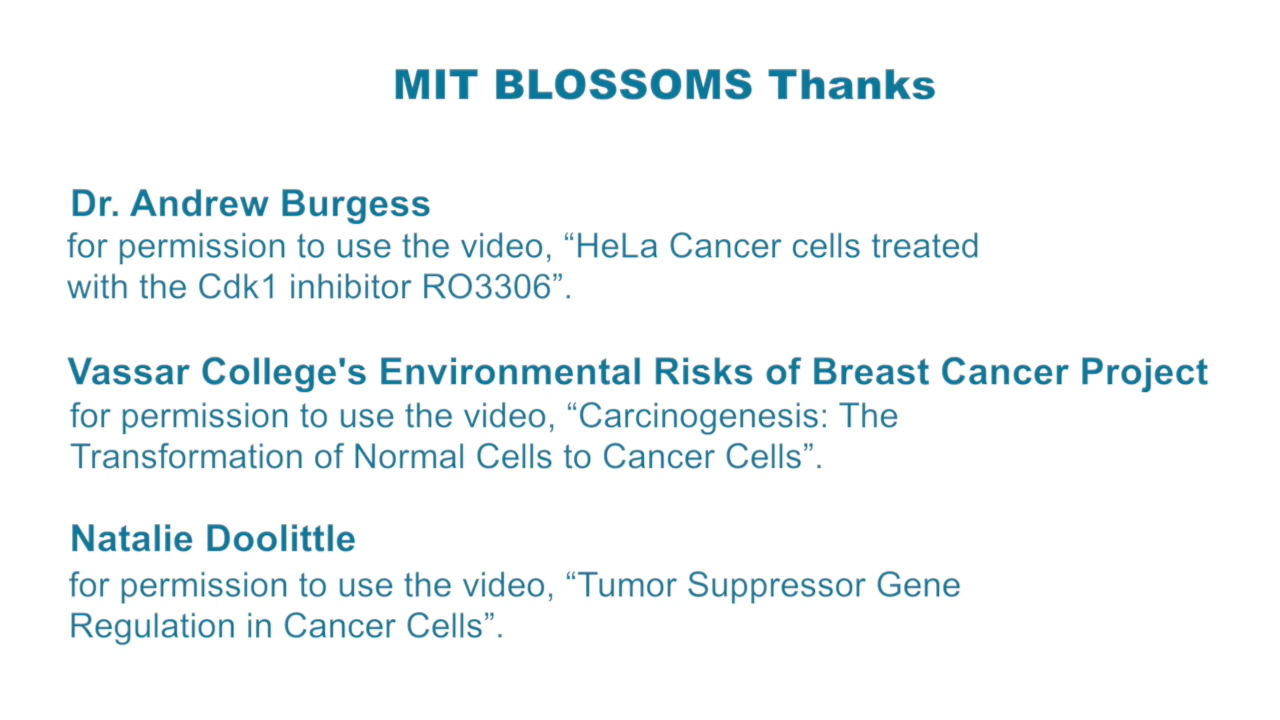 MIT BLOSSOMS Thanks
Dr. Andrew Burgess
for permission to use the video, “HeLa Cancer cells treated
with the Cdk1 inhibitor RO3306”.
Vassar College's Environmental Risks of Breast Cancer Project
for permission to use the video, “Carcinogenesis: The
Transformation of Normal Cells to Cancer Cells”.
Natalie Doolittle
for permission to use the video, “Tumor Suppressor Gene
Regulation in Cancer Cells”.